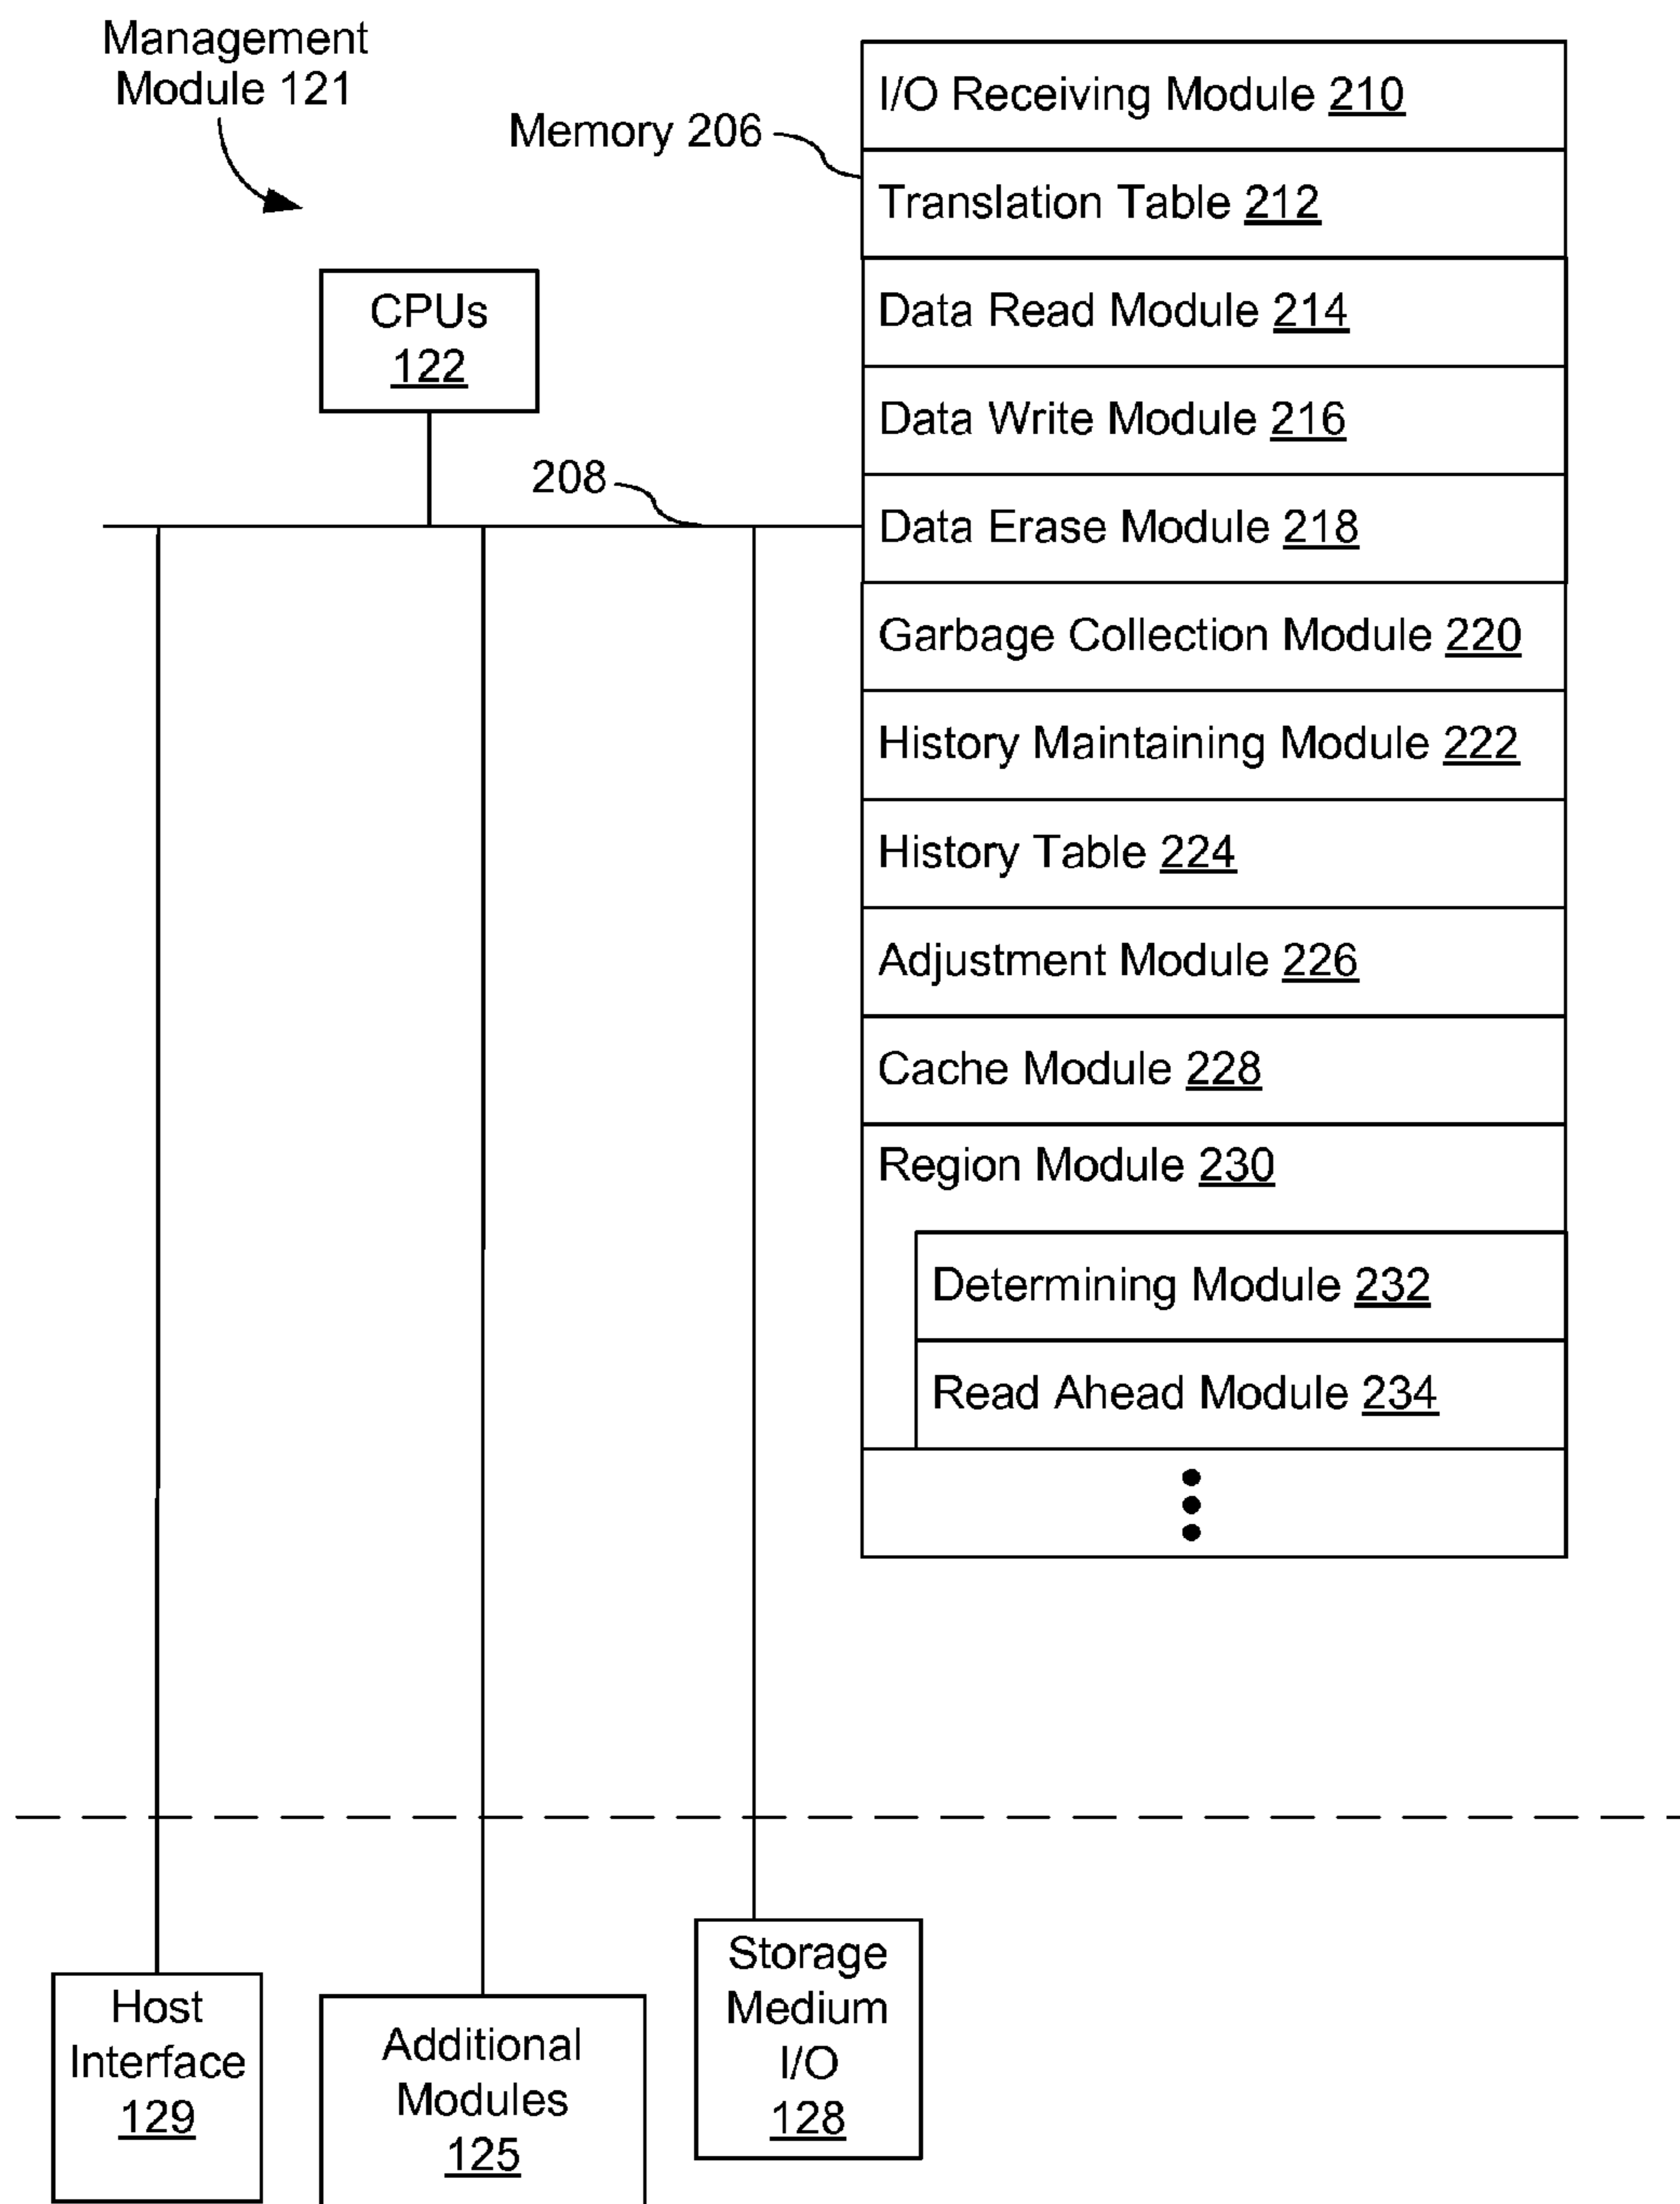 Management
Module 121
Memory 206
I/O Receiving Module 210
Translation Table 212
CPUs
122
Data Read Module 214
Data Write Module 216
208
Data Erase Module 218
Garbage Collection Module 220
History Maintaining Module 222
History Table 224
Adjustment Module 226
Cache Module 228
Region Module 230
Determining Module 232
Read Ahead Module 234
Host
Interface
129
Additional
Modules
125
Storage
Medium
I/O
128